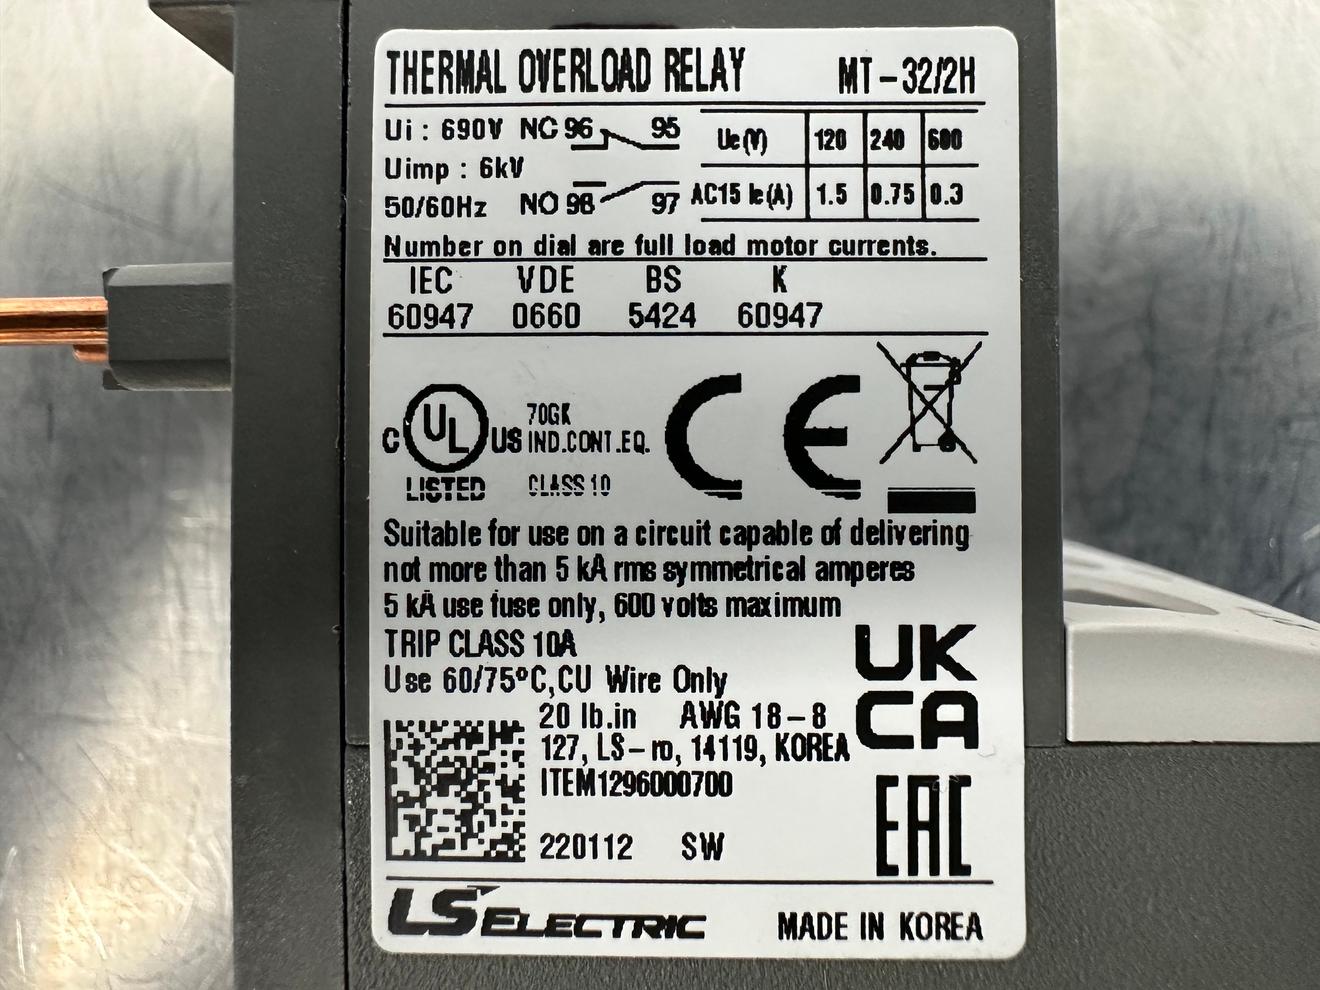 THERMAL OVERLOAD RELAY MT-32/2H
Ui : 690V NC 96 95
Uimp : 6kV
50/60Hz NO 98 97
Ue(V) 120 240 600
AC15 Ie(A) 1.5 0.75 0.3
Number on dial are full load motor currents.
IEC VDE BS K
60947 0660 5424 60947
C UL US LISTED
70GK
IND.CONT.EQ.
CLASS 10
CE
Suitable for use on a circuit capable of delivering
not more than 5 kA rms symmetrical amperes
5 kA use fuse only, 600 volts maximum
TRIP CLASS 10A
Use 60/75°C,CU Wire Only
20 lb.in AWG 18-8
127, LS-ro, 14119, KOREA
ITEM1296000700
220112 SW
UK
CA
EAC
LS ELECTRIC MADE IN KOREA